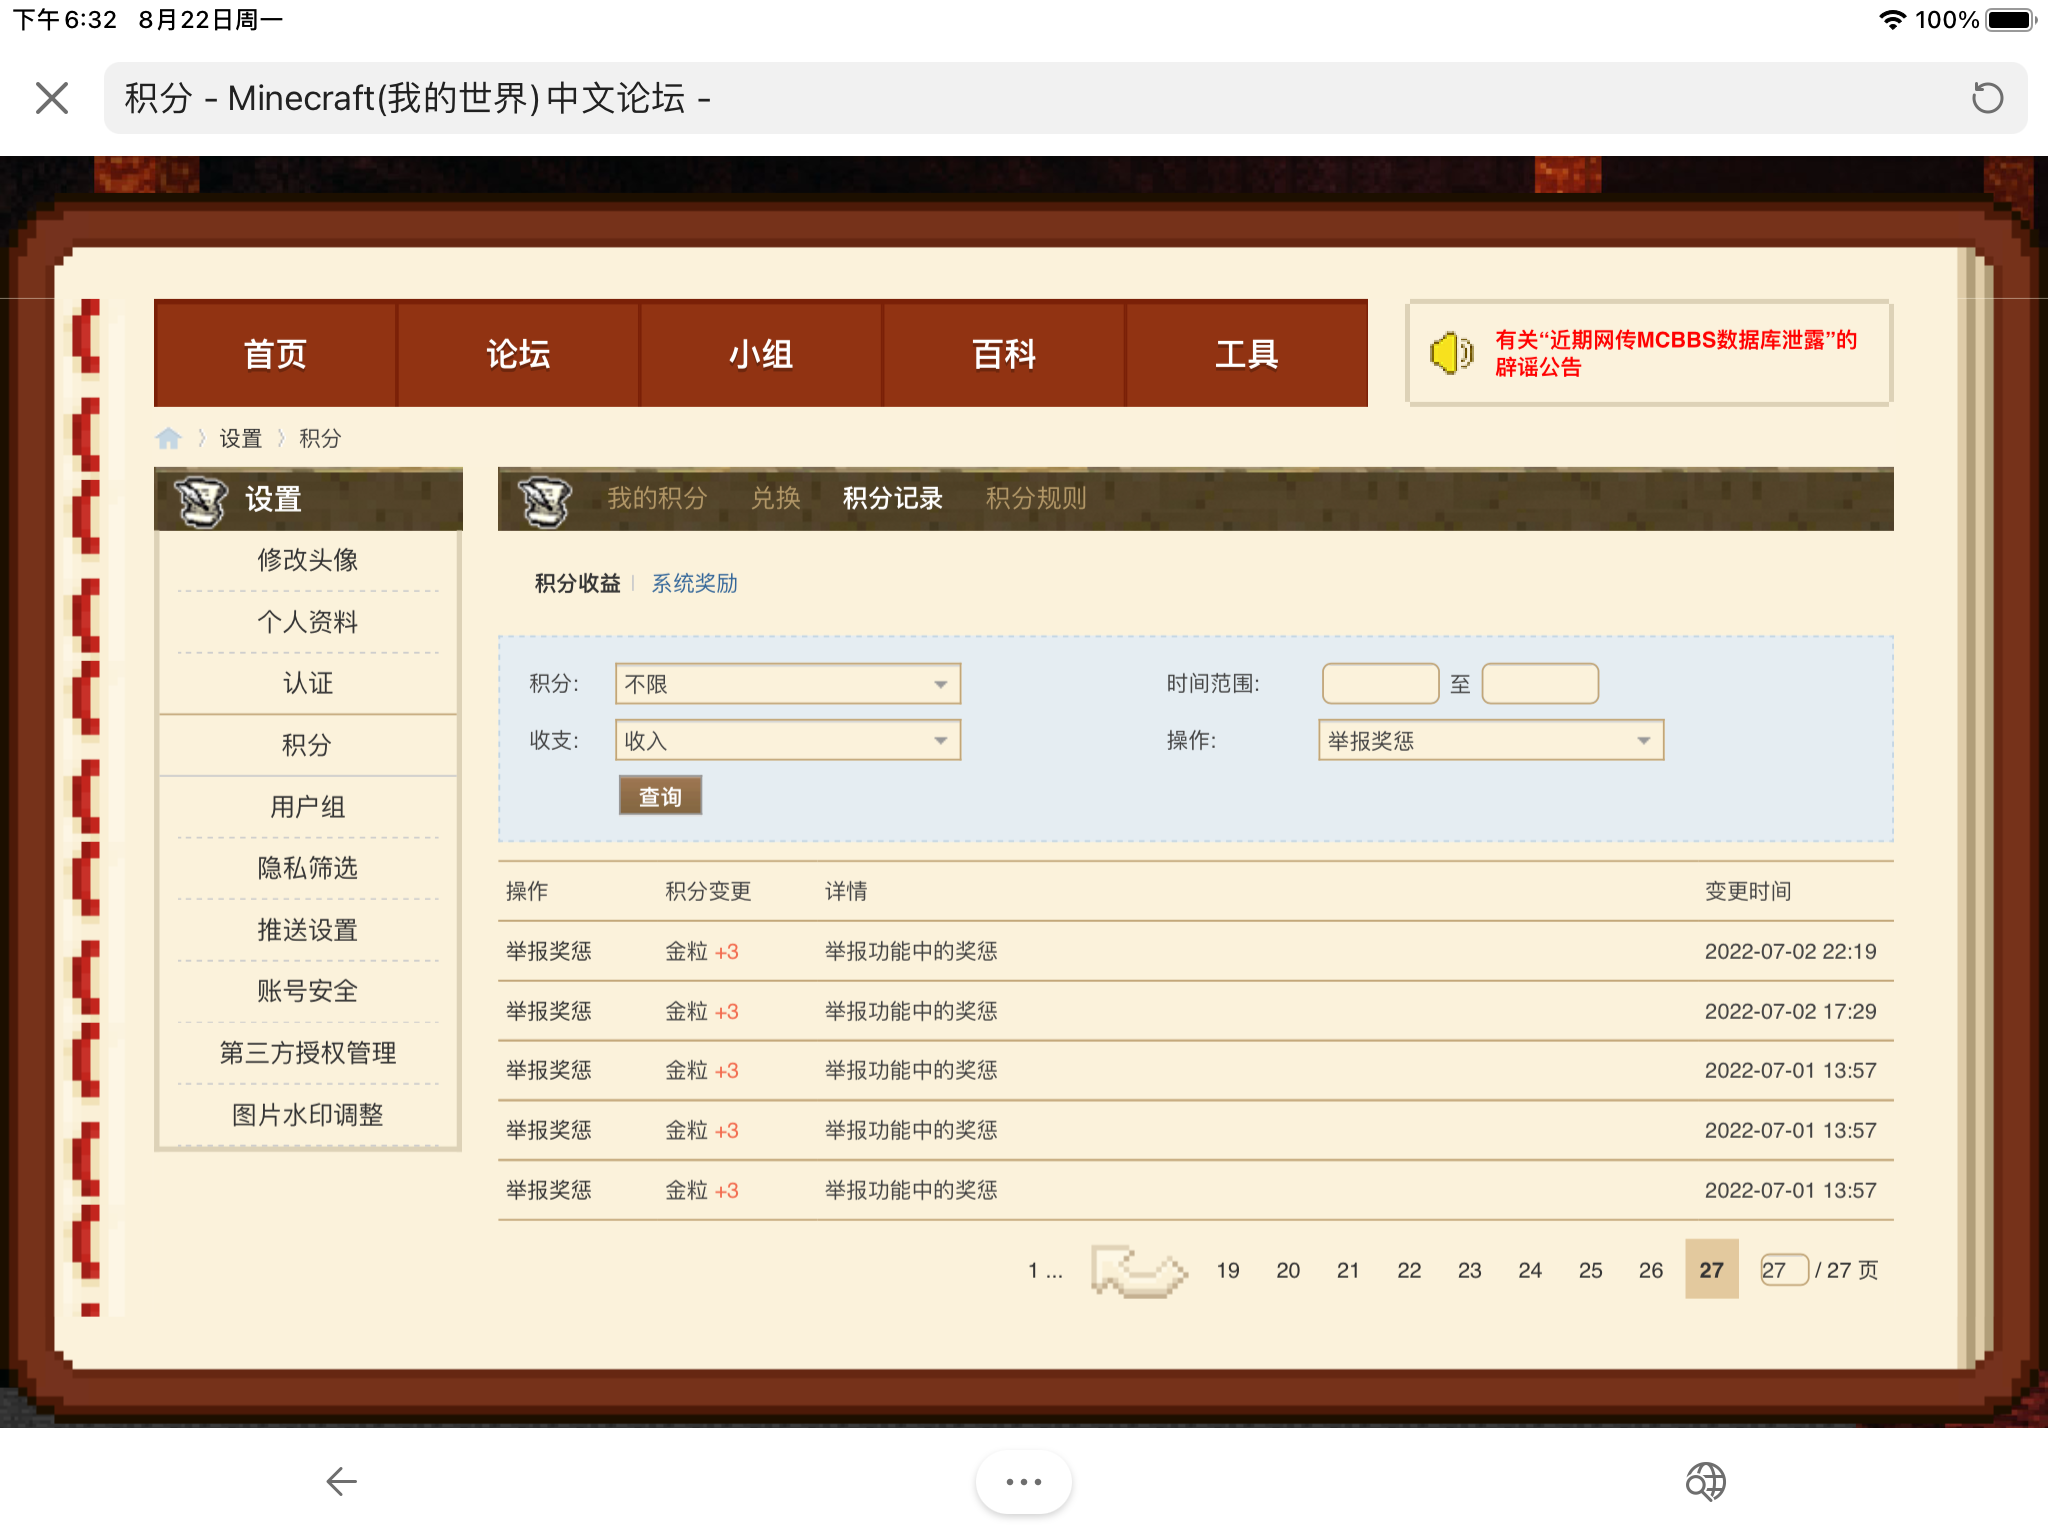 下午6:32 8月22日周一 100%
积分 - Minecraft(我的世界)中文论坛 -
首页 论坛 小组 百科 工具
有关“近期网传MCBBS数据库泄露”的
辟谣公告
设置 积分
设置
修改头像
个人资料
认证
积分
用户组
隐私筛选
推送设置
账号安全
第三方授权管理
图片水印调整
我的积分 兑换 积分记录 积分规则
积分收益 系统奖励
积分: 不限 时间范围: 至
收支: 收入 操作: 举报奖惩
查询
操作 积分变更 详情 变更时间
举报奖惩 金粒 +3 举报功能中的奖惩 2022-07-02 22:19
举报奖惩 金粒 +3 举报功能中的奖惩 2022-07-02 17:29
举报奖惩 金粒 +3 举报功能中的奖惩 2022-07-01 13:57
举报奖惩 金粒 +3 举报功能中的奖惩 2022-07-01 13:57
举报奖惩 金粒 +3 举报功能中的奖惩 2022-07-01 13:57
1 ... 19 20 21 22 23 24 25 26 27 27 / 27 页